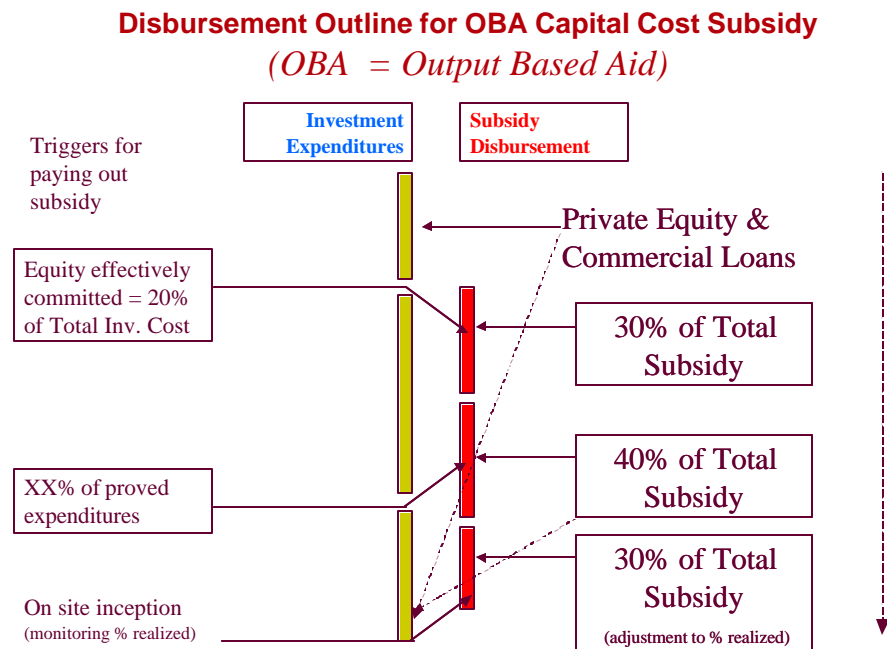 Disbursement Outline for OBA Capital Cost Subsidy
(OBA = Output Based Aid)
Investment
Expenditures
Subsidy
Disbursement
Triggers for
paying out
subsidy
Private Equity &
Commercial Loans
Equity effectively
committed = 20%
of Total Inv. Cost
30% of Total
Subsidy
XX% of proved
expenditures
40% of Total
Subsidy
On site inception
(monitoring % realized)
30% of Total
Subsidy
(adjustment to % realized)